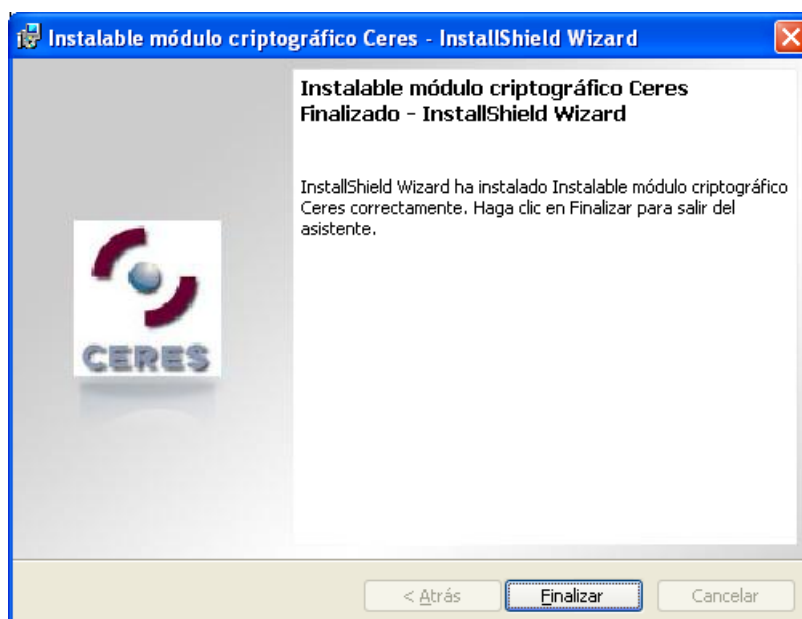 Instalable módulo criptográfico Ceres - InstallShield Wizard
Instalable módulo criptográfico Ceres
Finalizado - InstallShield Wizard
InstallShield Wizard ha instalado Instalable módulo criptográfico
Ceres correctamente. Haga clic en Finalizar para salir del
asistente.
CERES
< Atrás
Finalizar
Cancelar